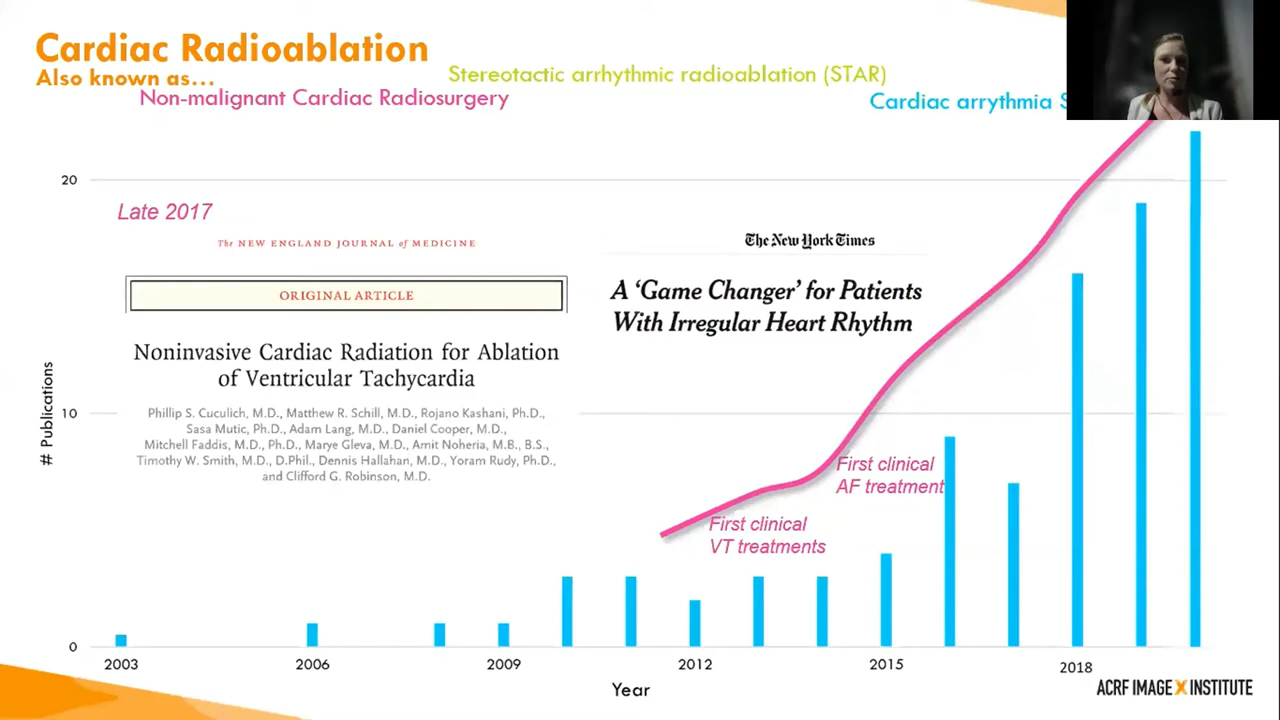 Cardiac Radioablation
Also known as...
Stereotactic arrhythmic radioablation (STAR)
Non-malignant Cardiac Radiosurgery
Cardiac arrythmia
20
Late 2017
The NEW ENGLAND JOURNAL of MEDICINE
The New York Times
ORIGINAL ARTICLE
A ‘Game Changer’ for Patients
With Irregular Heart Rhythm
Noninvasive Cardiac Radiation for Ablation
of Ventricular Tachycardia
# Publications
10
Phillip S. Cuculich, M.D., Matthew R. Schill, M.D., Rojano Kashani, Ph.D.,
Sasa Mutic, Ph.D., Adam Lang, M.D., Daniel Cooper, M.D.,
Mitchell Faddis, M.D., Ph.D., Marye Gleva, M.D., Amit Noheria, M.B., B.S.,
Timothy W. Smith, M.D., D.Phil., Dennis Hallahan, M.D., Yoram Rudy, Ph.D.,
and Clifford G. Robinson, M.D.
First clinical
AF treatment
First clinical
VT treatments
0
2003
2006
2009
2012
2015
2018
Year
ACRF IMAGE X INSTITUTE